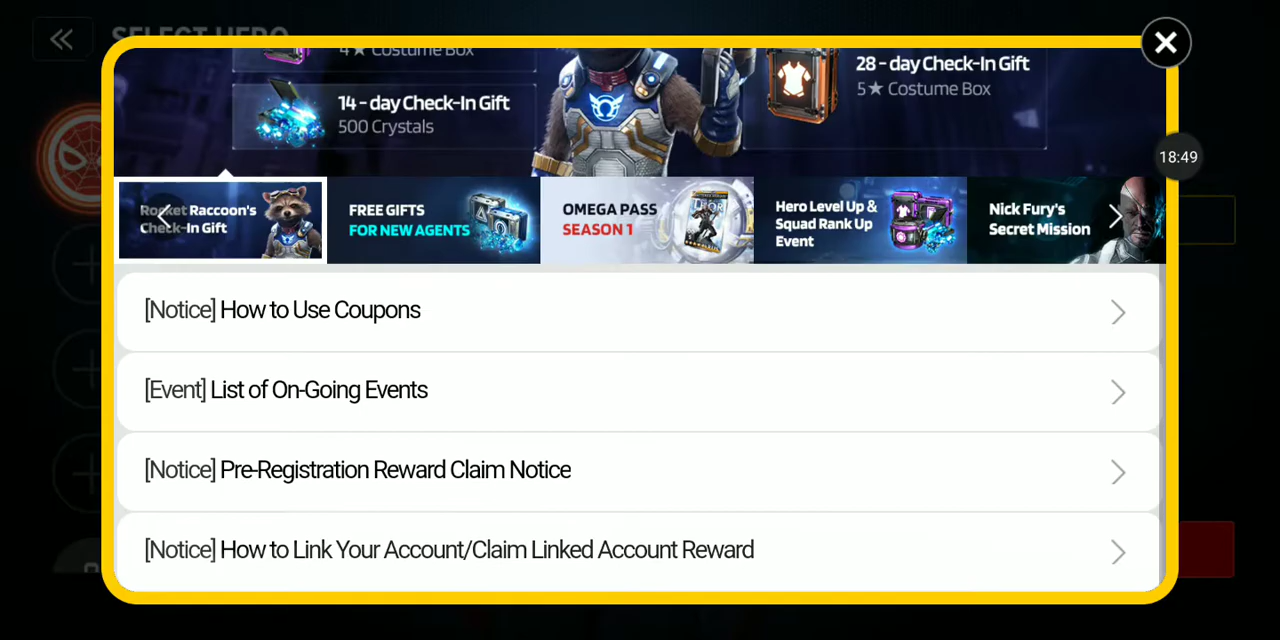 SELECT HERO
4★ Costume Box
28 - day Check-In Gift
5★ Costume Box
14 - day Check-In Gift
500 Crystals
18:49
Rocket Raccoon's
Check-In Gift
FREE GIFTS
FOR NEW AGENTS
OMEGA PASS
SEASON 1
Hero Level Up &
Squad Rank Up
Event
Nick Fury's
Secret Mission
[Notice] How to Use Coupons
[Event] List of On-Going Events
[Notice] Pre-Registration Reward Claim Notice
[Notice] How to Link Your Account/Claim Linked Account Reward